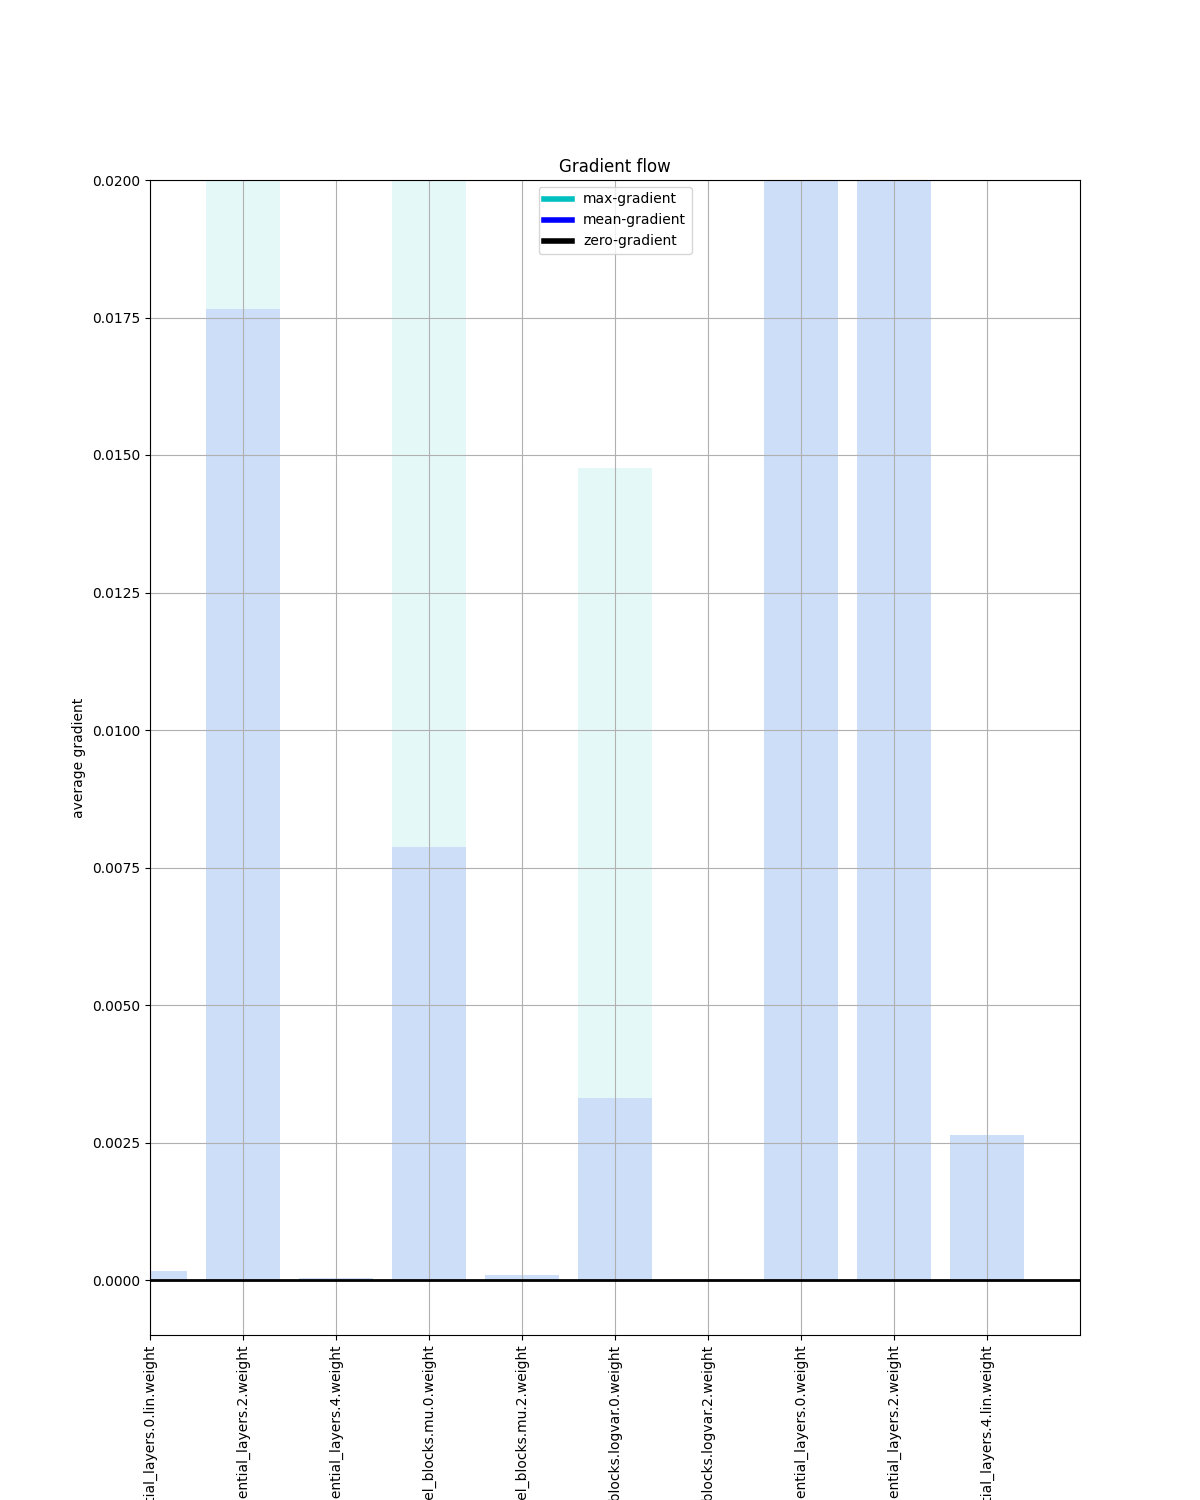 Gradient flow
max-gradient
mean-gradient
zero-gradient
average gradient
0.0200
0.0175
0.0150
0.0125
0.0100
0.0075
0.0050
0.0025
0.0000
tial_layers.0.lin.weight
ential_layers.2.weight
ential_layers.4.weight
el_blocks.mu.0.weight
el_blocks.mu.2.weight
blocks.logvar.0.weight
blocks.logvar.2.weight
ential_layers.0.weight
ential_layers.2.weight
tial_layers.4.lin.weight